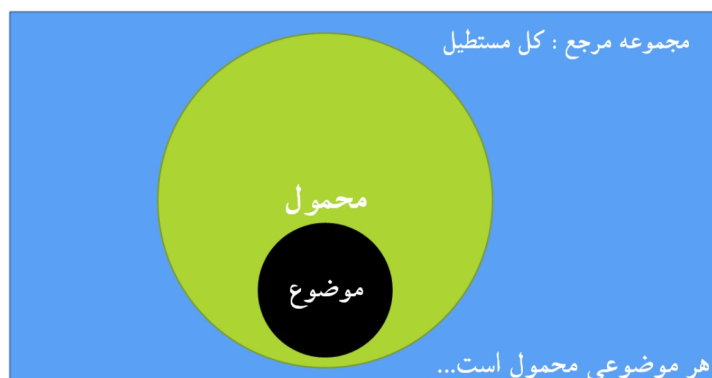 مجموعه مرجع : کل مستطیل
محمول
موضوع
هر موضوعی محمول است...